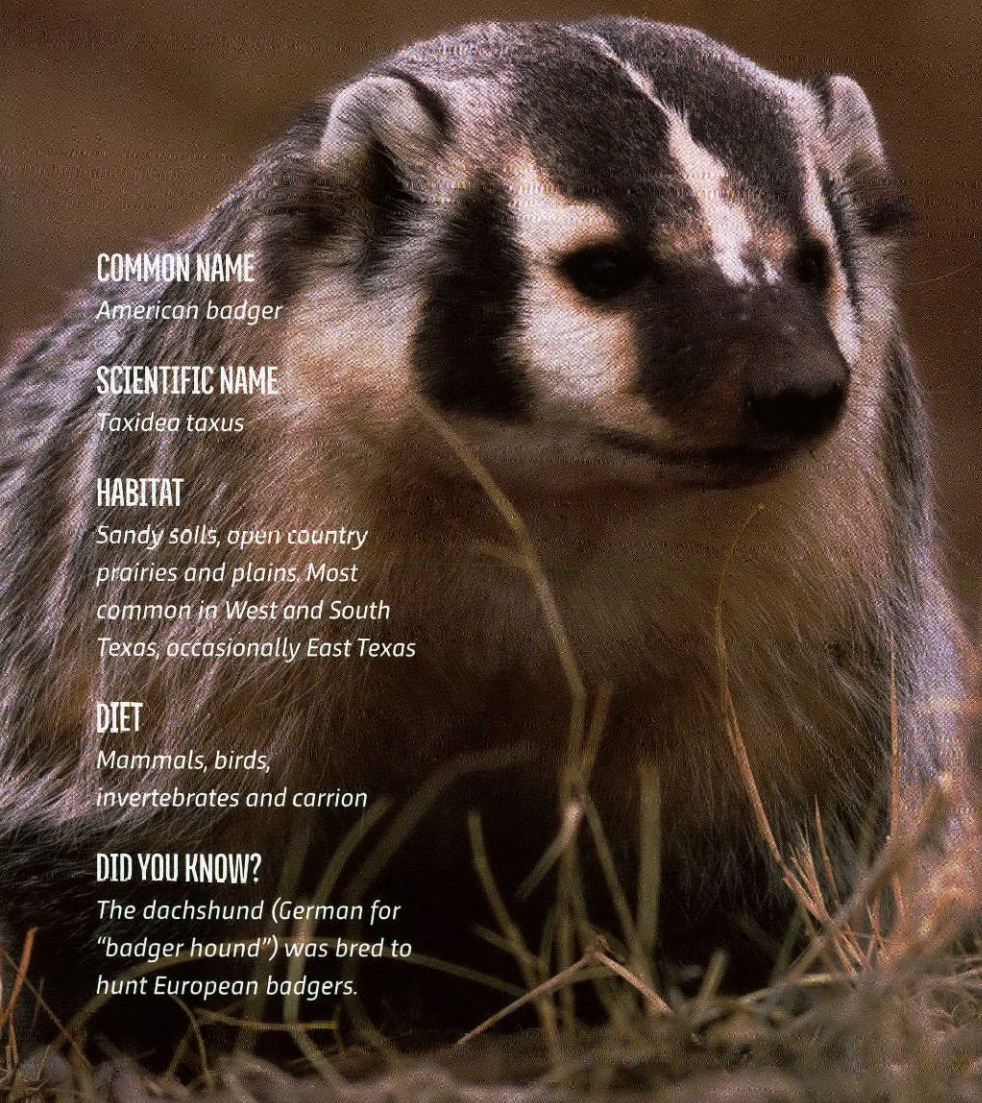 COMMON NAME
American badger
SCIENTIFIC NAME
Taxidea taxus
HABITAT
Sandy soils, open country
prairies and plains. Most
common in West and South
Texas, occasionally East Texas
DIET
Mammals, birds,
invertebrates and carrion
DID YOU KNOW?
The dachshund (German for
“badger hound”) was bred to
hunt European badgers.